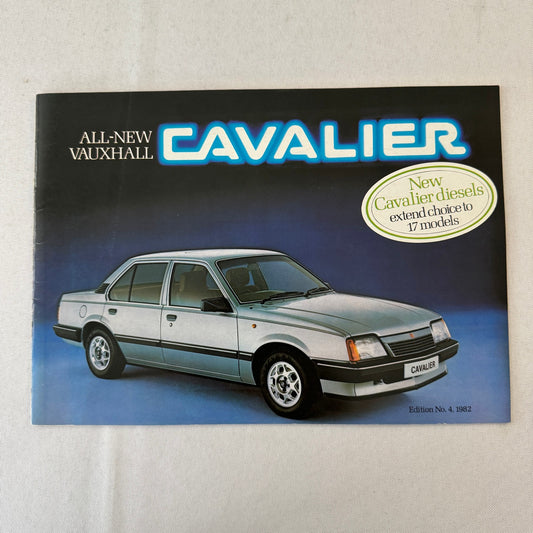 ALL-NEW
VAUXHALL
CAVALIER
New
Cavalier diesels
extend choice to
17 models
CAVALIER
Edition No. 4. 1982